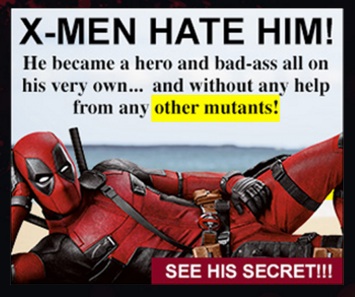 X-MEN HATE HIM!
He became a hero and bad-ass all on
his very own... and without any help
from any other mutants!
SEE HIS SECRET!!!